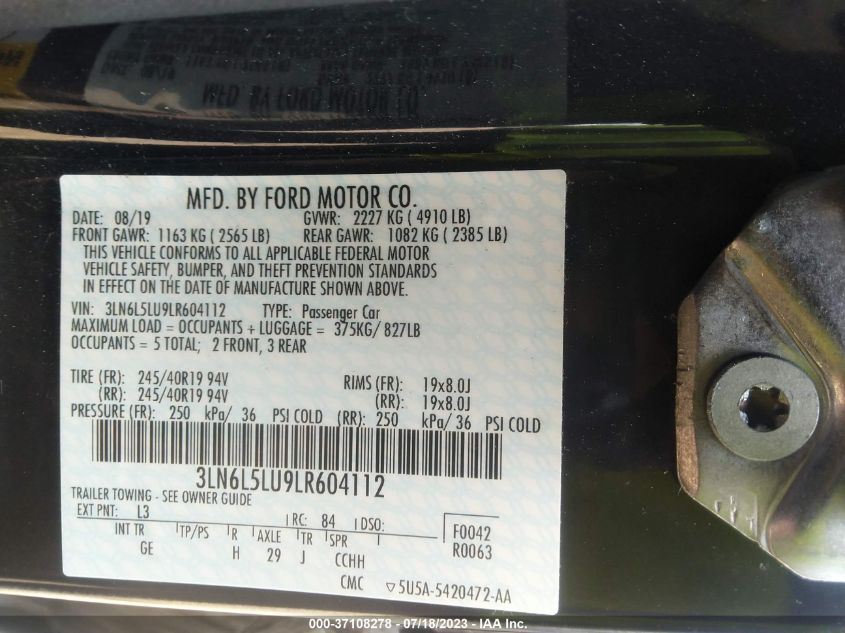 MFD. BY FORD MOTOR CO.
DATE: 08/19 GVWR: 2227 KG ( 4910 LB)
FRONT GAWR: 1163 KG ( 2565 LB) REAR GAWR: 1082 KG ( 2385 LB)
THIS VEHICLE CONFORMS TO ALL APPLICABLE FEDERAL MOTOR
VEHICLE SAFETY, BUMPER, AND THEFT PREVENTION STANDARDS
IN EFFECT ON THE DATE OF MANUFACTURE SHOWN ABOVE.
VIN: 3LN6L5LU9LR604112 TYPE: Passenger Car
MAXIMUM LOAD = OCCUPANTS + LUGGAGE = 375KG/ 827LB
OCCUPANTS = 5 TOTAL; 2 FRONT, 3 REAR
TIRE (FR): 245/40R19 94V RIMS (FR): 19x8.0J
(RR): 245/40R19 94V (RR): 19x8.0J
PRESSURE (FR): 250 kPa/ 36 PSI COLD (RR): 250 kPa/ 36 PSI COLD
3LN6L5LU9LR604112
TRAILER TOWING - SEE OWNER GUIDE
EXT PNT: L3 RC: 84 DSO: F0042
INT TR TP/PS R AXLE TR SPR R0063
GE H 29 J CCHH
CMC ▽5U5A-5420472-AA
000-37108278 - 07/18/2023 - IAA Inc.